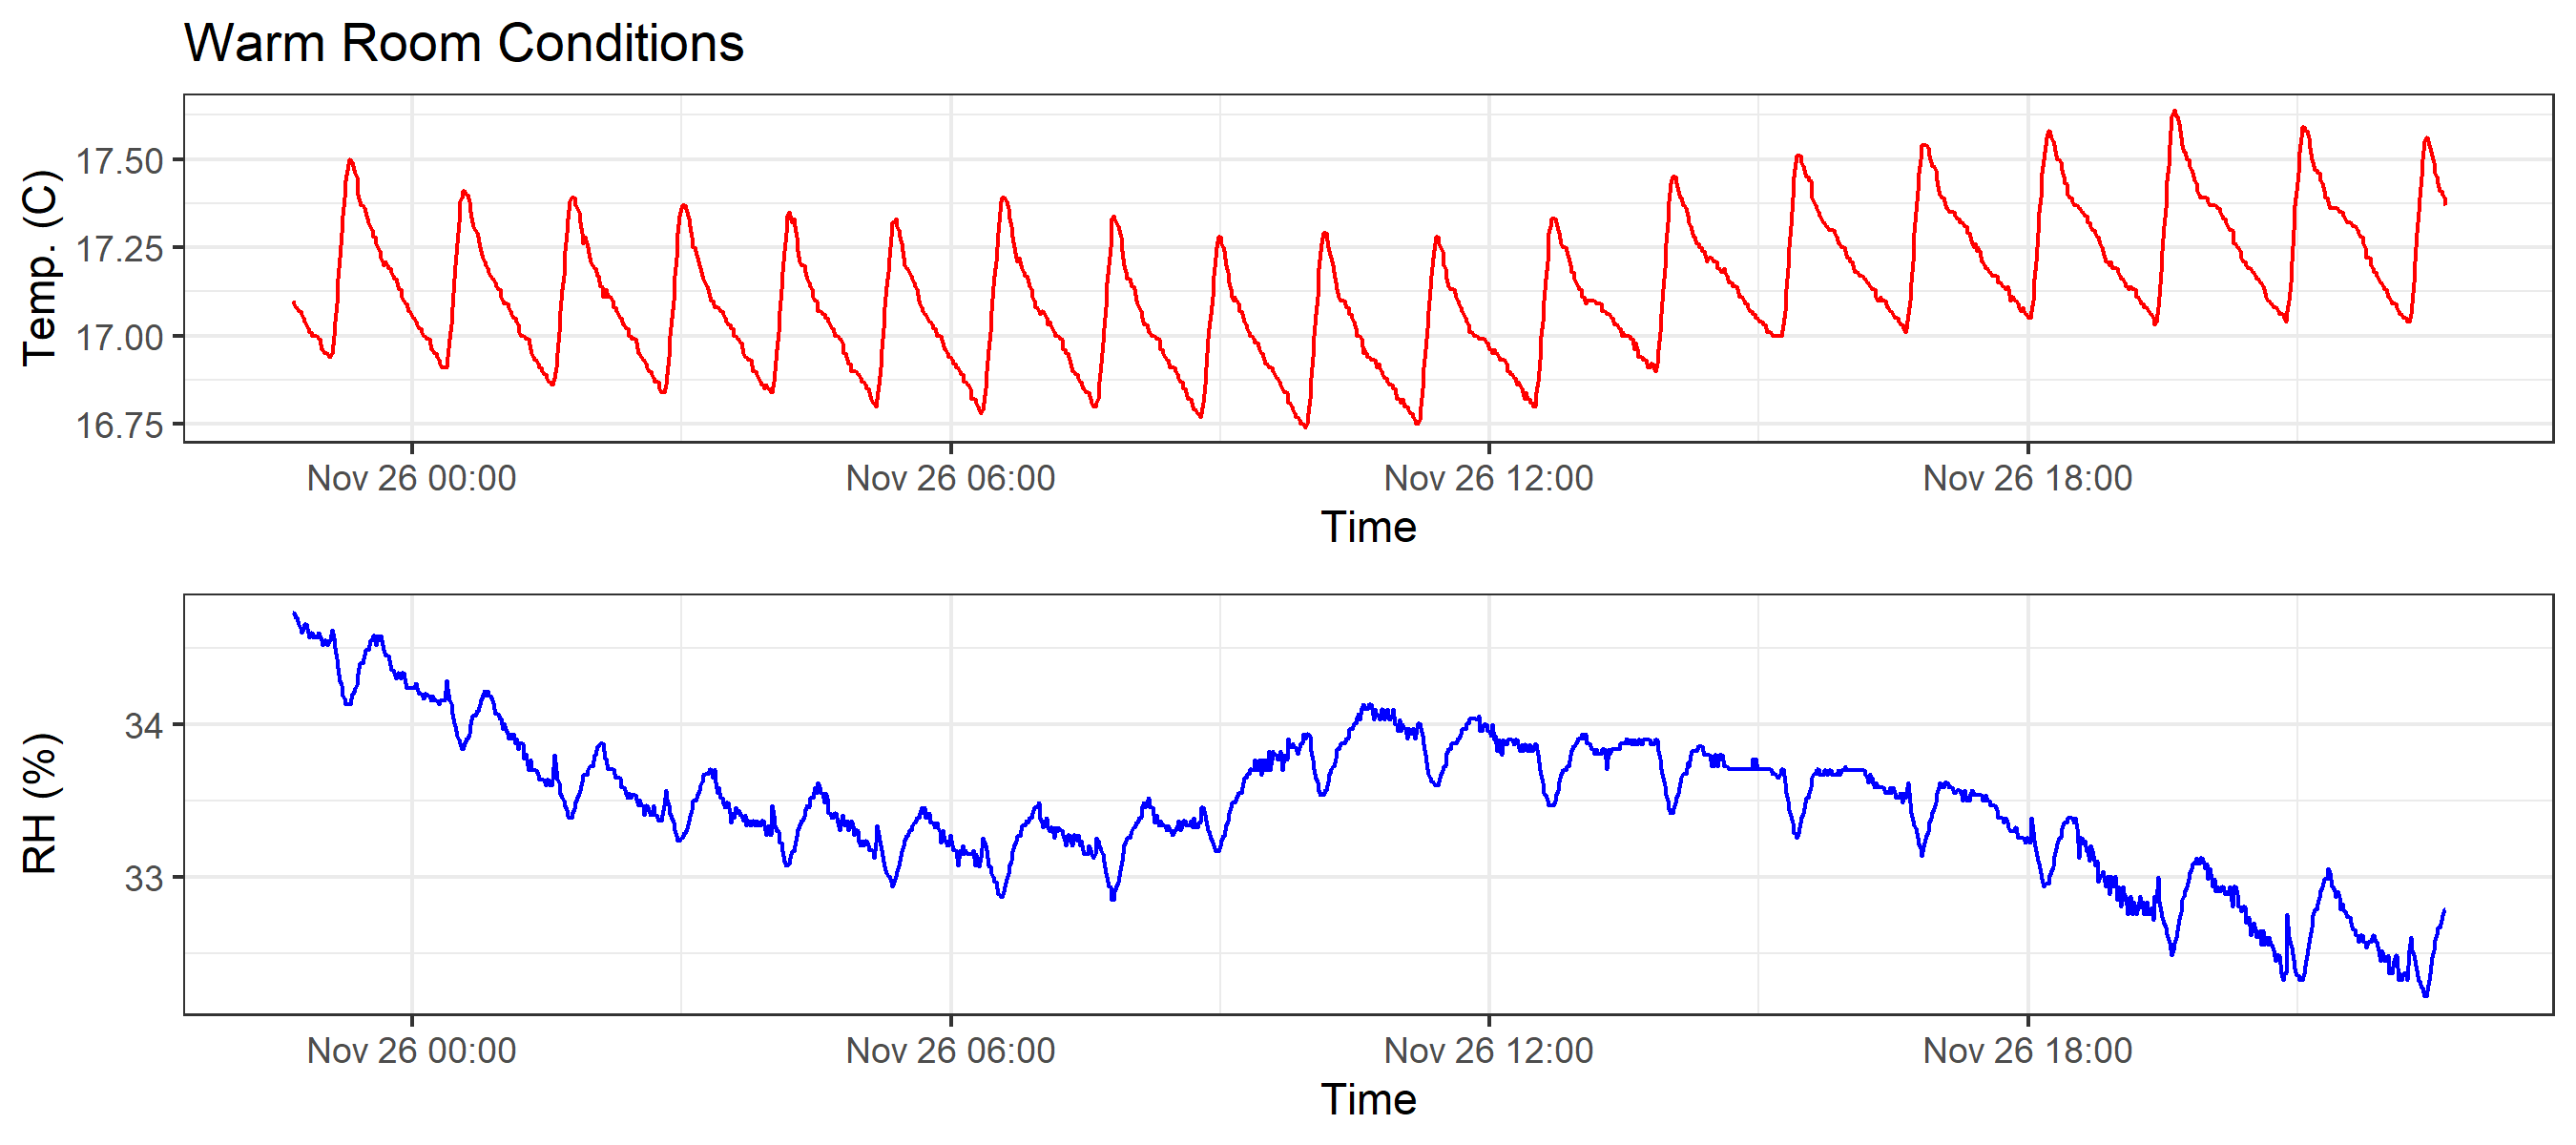 Warm Room Conditions
Temp. (C)
17.50
17.25
17.00
16.75
Nov 26 00:00 Nov 26 06:00 Nov 26 12:00 Nov 26 18:00
Time
RH (%)
34
33
Nov 26 00:00 Nov 26 06:00 Nov 26 12:00 Nov 26 18:00
Time